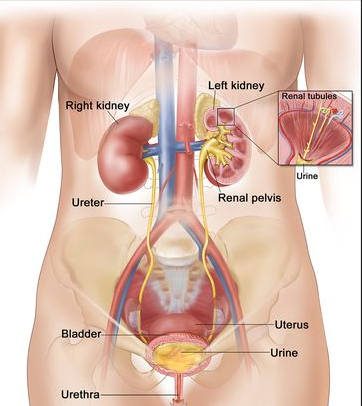 Left kidney
Renal tubules
Right kidney
Urine
Ureter
Renal pelvis
Uterus
Bladder
Urine
Urethra